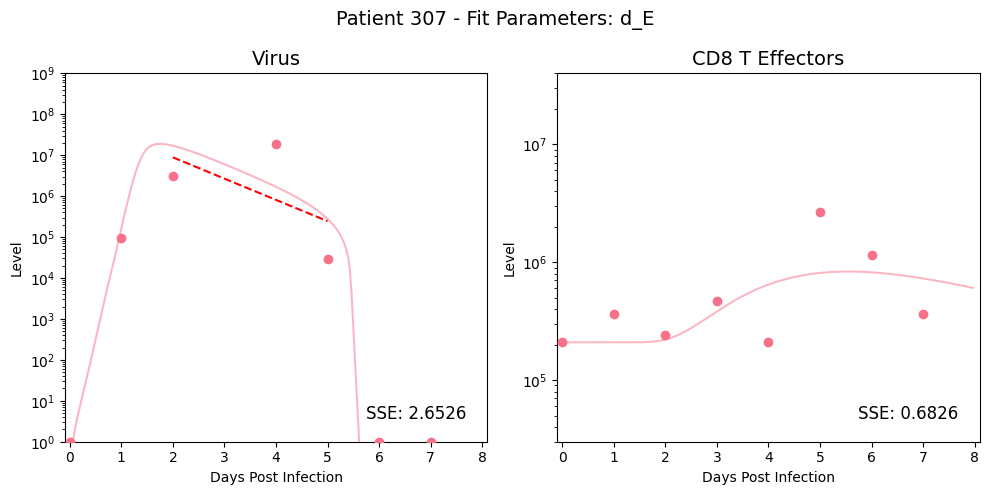 Patient 307 - Fit Parameters: d_E
Virus
Level
10⁹
10⁸
10⁷
10⁶
10⁵
10⁴
10³
10²
10¹
10⁰
SSE: 2.6526
0 1 2 3 4 5 6 7 8
Days Post Infection
CD8 T Effectors
Level
10⁷
10⁶
10⁵
SSE: 0.6826
0 1 2 3 4 5 6 7 8
Days Post Infection